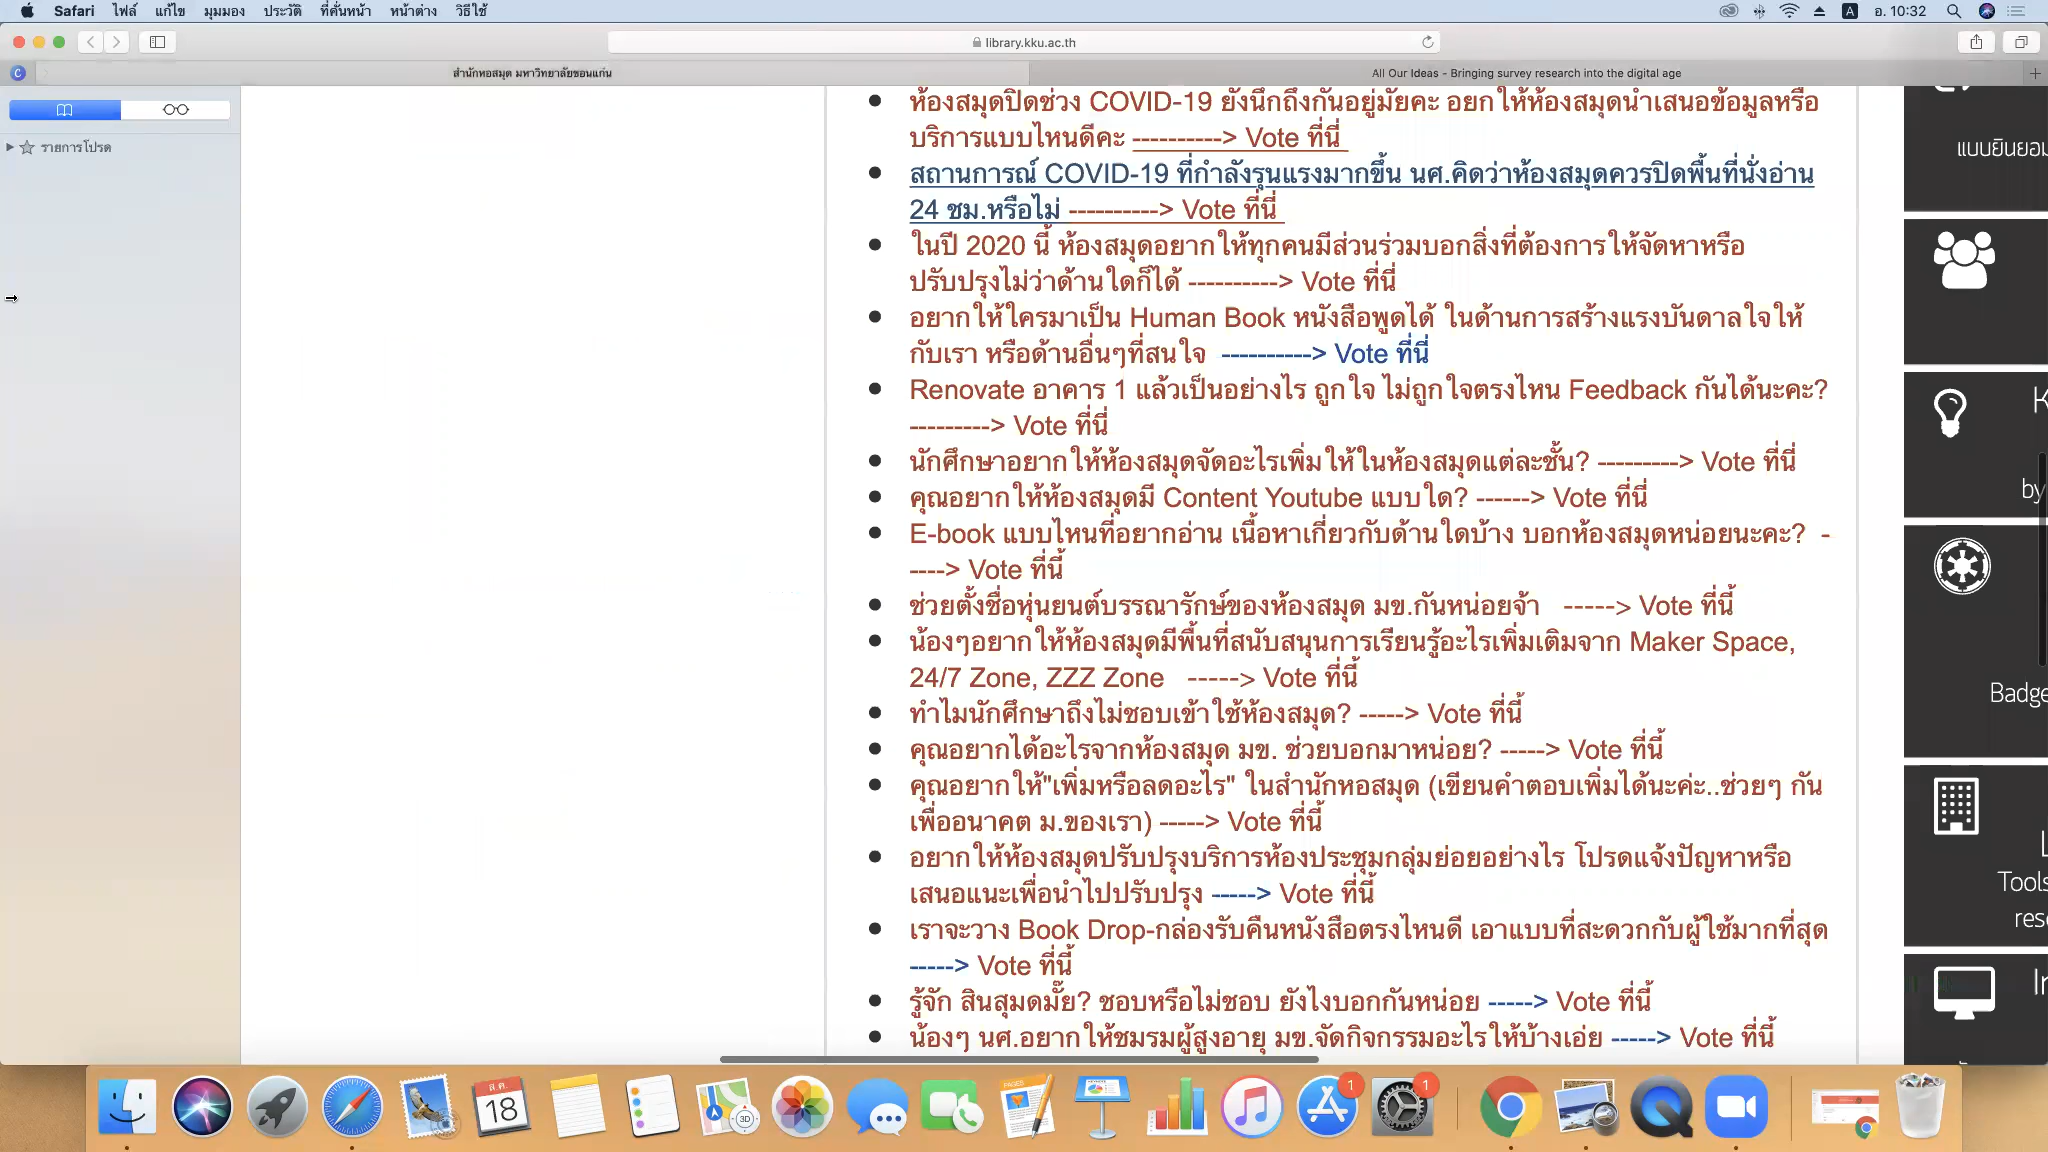 Safari ไฟล์ แก้ไข มุมมอง ประวัติ ที่คั่นหน้า หน้าต่าง วิธีใช้
A อ. 10:32
library.kku.ac.th
C สำนักหอสมุด มหาวิทยาลัยขอนแก่น
All Our Ideas - Bringing survey research into the digital age
รายการโปรด
ห้องสมุดปิดช่วง COVID-19 ยังนึกถึงกันอยู่มัยคะ อยกให้ห้องสมุดนำเสนอข้อมูลหรือ
บริการแบบไหนดีคะ ----------> Vote ที่นี่
สถานการณ์ COVID-19 ที่กำลังรุนแรงมากขึ้น นศ.คิดว่าห้องสมุดควรปิดพื้นที่นั่งอ่าน
24 ชม.หรือไม่ ----------> Vote ที่นี่
ในปี 2020 นี้ ห้องสมุดอยากให้ทุกคนมีส่วนร่วมบอกสิ่งที่ต้องการให้จัดหาหรือ
ปรับปรุงไม่ว่าด้านใดก็ได้ ----------> Vote ที่นี่
อยากให้ใครมาเป็น Human Book หนังสือพูดได้ ในด้านการสร้างแรงบันดาลใจให้
กับเรา หรือด้านอื่นๆที่สนใจ ----------> Vote ที่นี่
Renovate อาคาร 1 แล้วเป็นอย่างไร ถูกใจ ไม่ถูกใจตรงไหน Feedback กันได้นะคะ?
---------> Vote ที่นี่
นักศึกษาอยากให้ห้องสมุดจัดอะไรเพิ่มให้ในห้องสมุดแต่ละชั้น? ---------> Vote ที่นี่
คุณอยากให้ห้องสมุดมี Content Youtube แบบใด? ------> Vote ที่นี่
E-book แบบไหนที่อยากอ่าน เนื้อหาเกี่ยวกับด้านใดบ้าง บอกห้องสมุดหน่อยนะคะ? -
----> Vote ที่นี้
ช่วยตั้งชื่อหุ่นยนต์บรรณารักษ์ของห้องสมุด มข.กันหน่อยจ้า -----> Vote ที่นี้
น้องๆอยากให้ห้องสมุดมีพื้นที่สนับสนุนการเรียนรู้อะไรเพิ่มเติมจาก Maker Space,
24/7 Zone, ZZZ Zone -----> Vote ที่นี้
ทำไมนักศึกษาถึงไม่ชอบเข้าใช้ห้องสมุด? -----> Vote ที่นี้
คุณอยากได้อะไรจากห้องสมุด มข. ช่วยบอกมาหน่อย? -----> Vote ที่นี้
คุณอยากให้"เพิ่มหรือลดอะไร" ในสำนักหอสมุด (เขียนคำตอบเพิ่มได้นะค่ะ..ช่วยๆ กัน
เพื่ออนาคต ม.ของเรา) -----> Vote ที่นี้
อยากให้ห้องสมุดปรับปรุงบริการห้องประชุมกลุ่มย่อยอย่างไร โปรดแจ้งปัญหาหรือ
เสนอแนะเพื่อนำไปปรับปรุง -----> Vote ที่นี้
เราจะวาง Book Drop-กล่องรับคืนหนังสือตรงไหนดี เอาแบบที่สะดวกกับผู้ใช้มากที่สุด
-----> Vote ที่นี้
รู้จัก สินสุมดมั๊ย? ชอบหรือไม่ชอบ ยังไงบอกกันหน่อย -----> Vote ที่นี้
น้องๆ นศ.อยากให้ชมรมผู้สูงอายุ มข.จัดกิจกรรมอะไรให้บ้างเอ่ย -----> Vote ที่นี้
แบบยินยอม
K
by
Badge
L
Tools
rese
In
ส.ค.
18
3D
PAGES
1
1